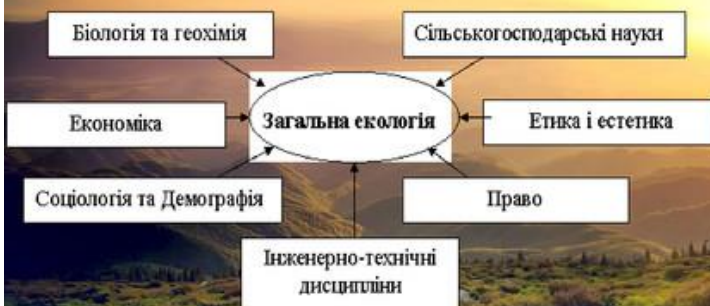 Біологія та геохімія
Сільськогосподарські науки
Економіка
Загальна екологія
Етика і естетика
Соціологія та Демографія
Право
Інженерно-технічні
дисципліни